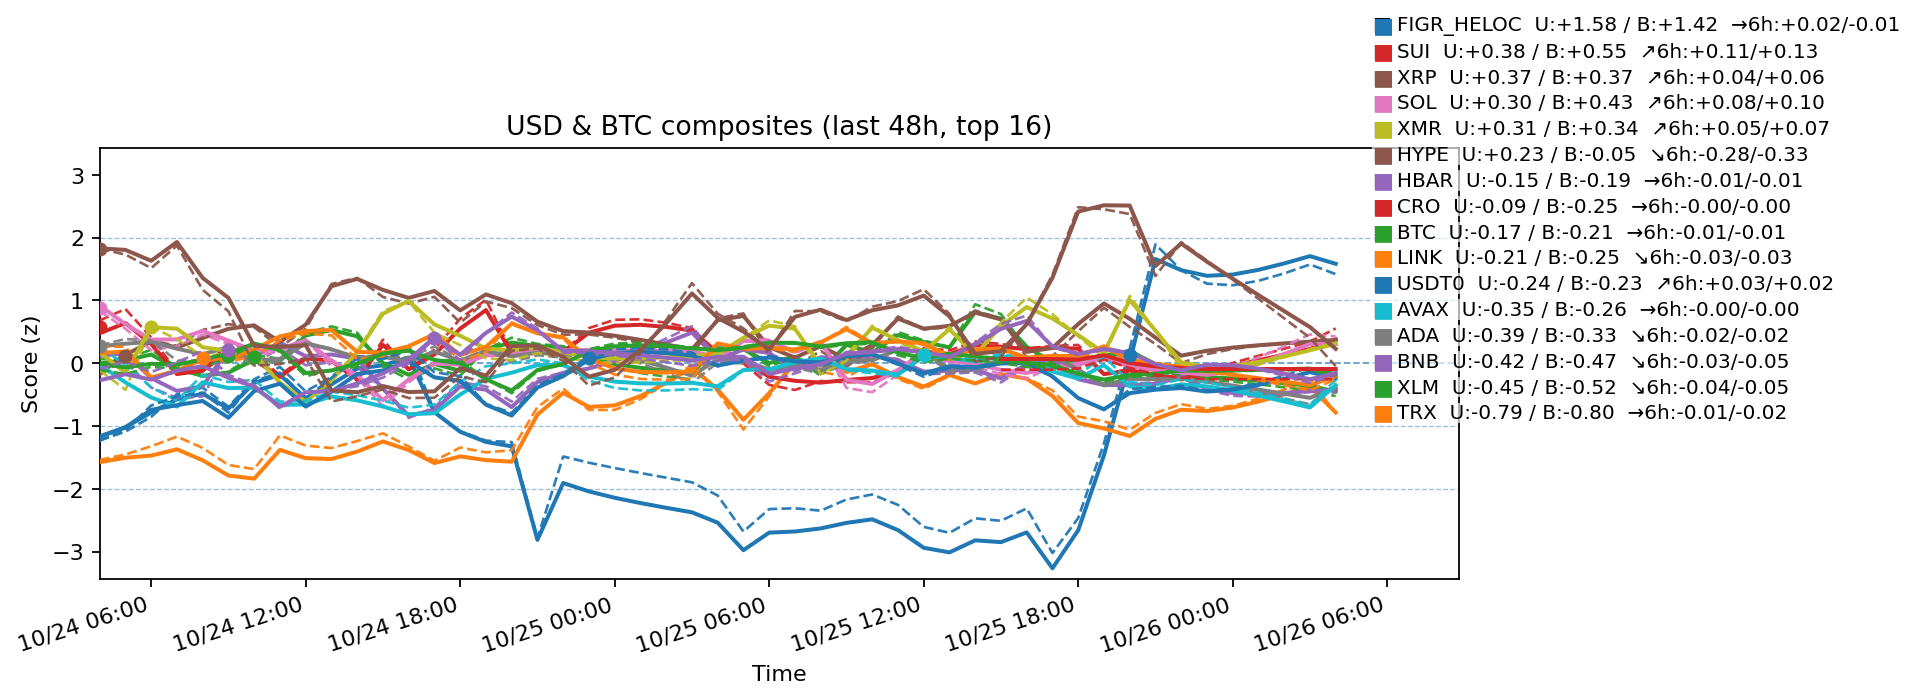 FIGR_HELOC U:+1.58 / B:+1.42 →6h:+0.02/-0.01
SUI U:+0.38 / B:+0.55 ↗6h:+0.11/+0.13
XRP U:+0.37 / B:+0.37 ↗6h:+0.04/+0.06
SOL U:+0.30 / B:+0.43 ↗6h:+0.08/+0.10
XMR U:+0.31 / B:+0.34 ↗6h:+0.05/+0.07
HYPE U:+0.23 / B:-0.05 ↘6h:-0.28/-0.33
HBAR U:-0.15 / B:-0.19 →6h:-0.01/-0.01
CRO U:-0.09 / B:-0.25 →6h:-0.00/-0.00
BTC U:-0.17 / B:-0.21 →6h:-0.01/-0.01
LINK U:-0.21 / B:-0.25 ↘6h:-0.03/-0.03
USDT0 U:-0.24 / B:-0.23 ↗6h:+0.03/+0.02
AVAX U:-0.35 / B:-0.26 →6h:-0.00/-0.00
ADA U:-0.39 / B:-0.33 ↘6h:-0.02/-0.02
BNB U:-0.42 / B:-0.47 ↘6h:-0.03/-0.05
XLM U:-0.45 / B:-0.52 ↘6h:-0.04/-0.05
TRX U:-0.79 / B:-0.80 →6h:-0.01/-0.02
USD & BTC composites (last 48h, top 16)
Score (z)
3
2
1
0
−1
−2
−3
10/24 06:00
10/24 12:00
10/24 18:00
10/25 00:00
10/25 06:00
10/25 12:00
10/25 18:00
10/26 00:00
10/26 06:00
Time